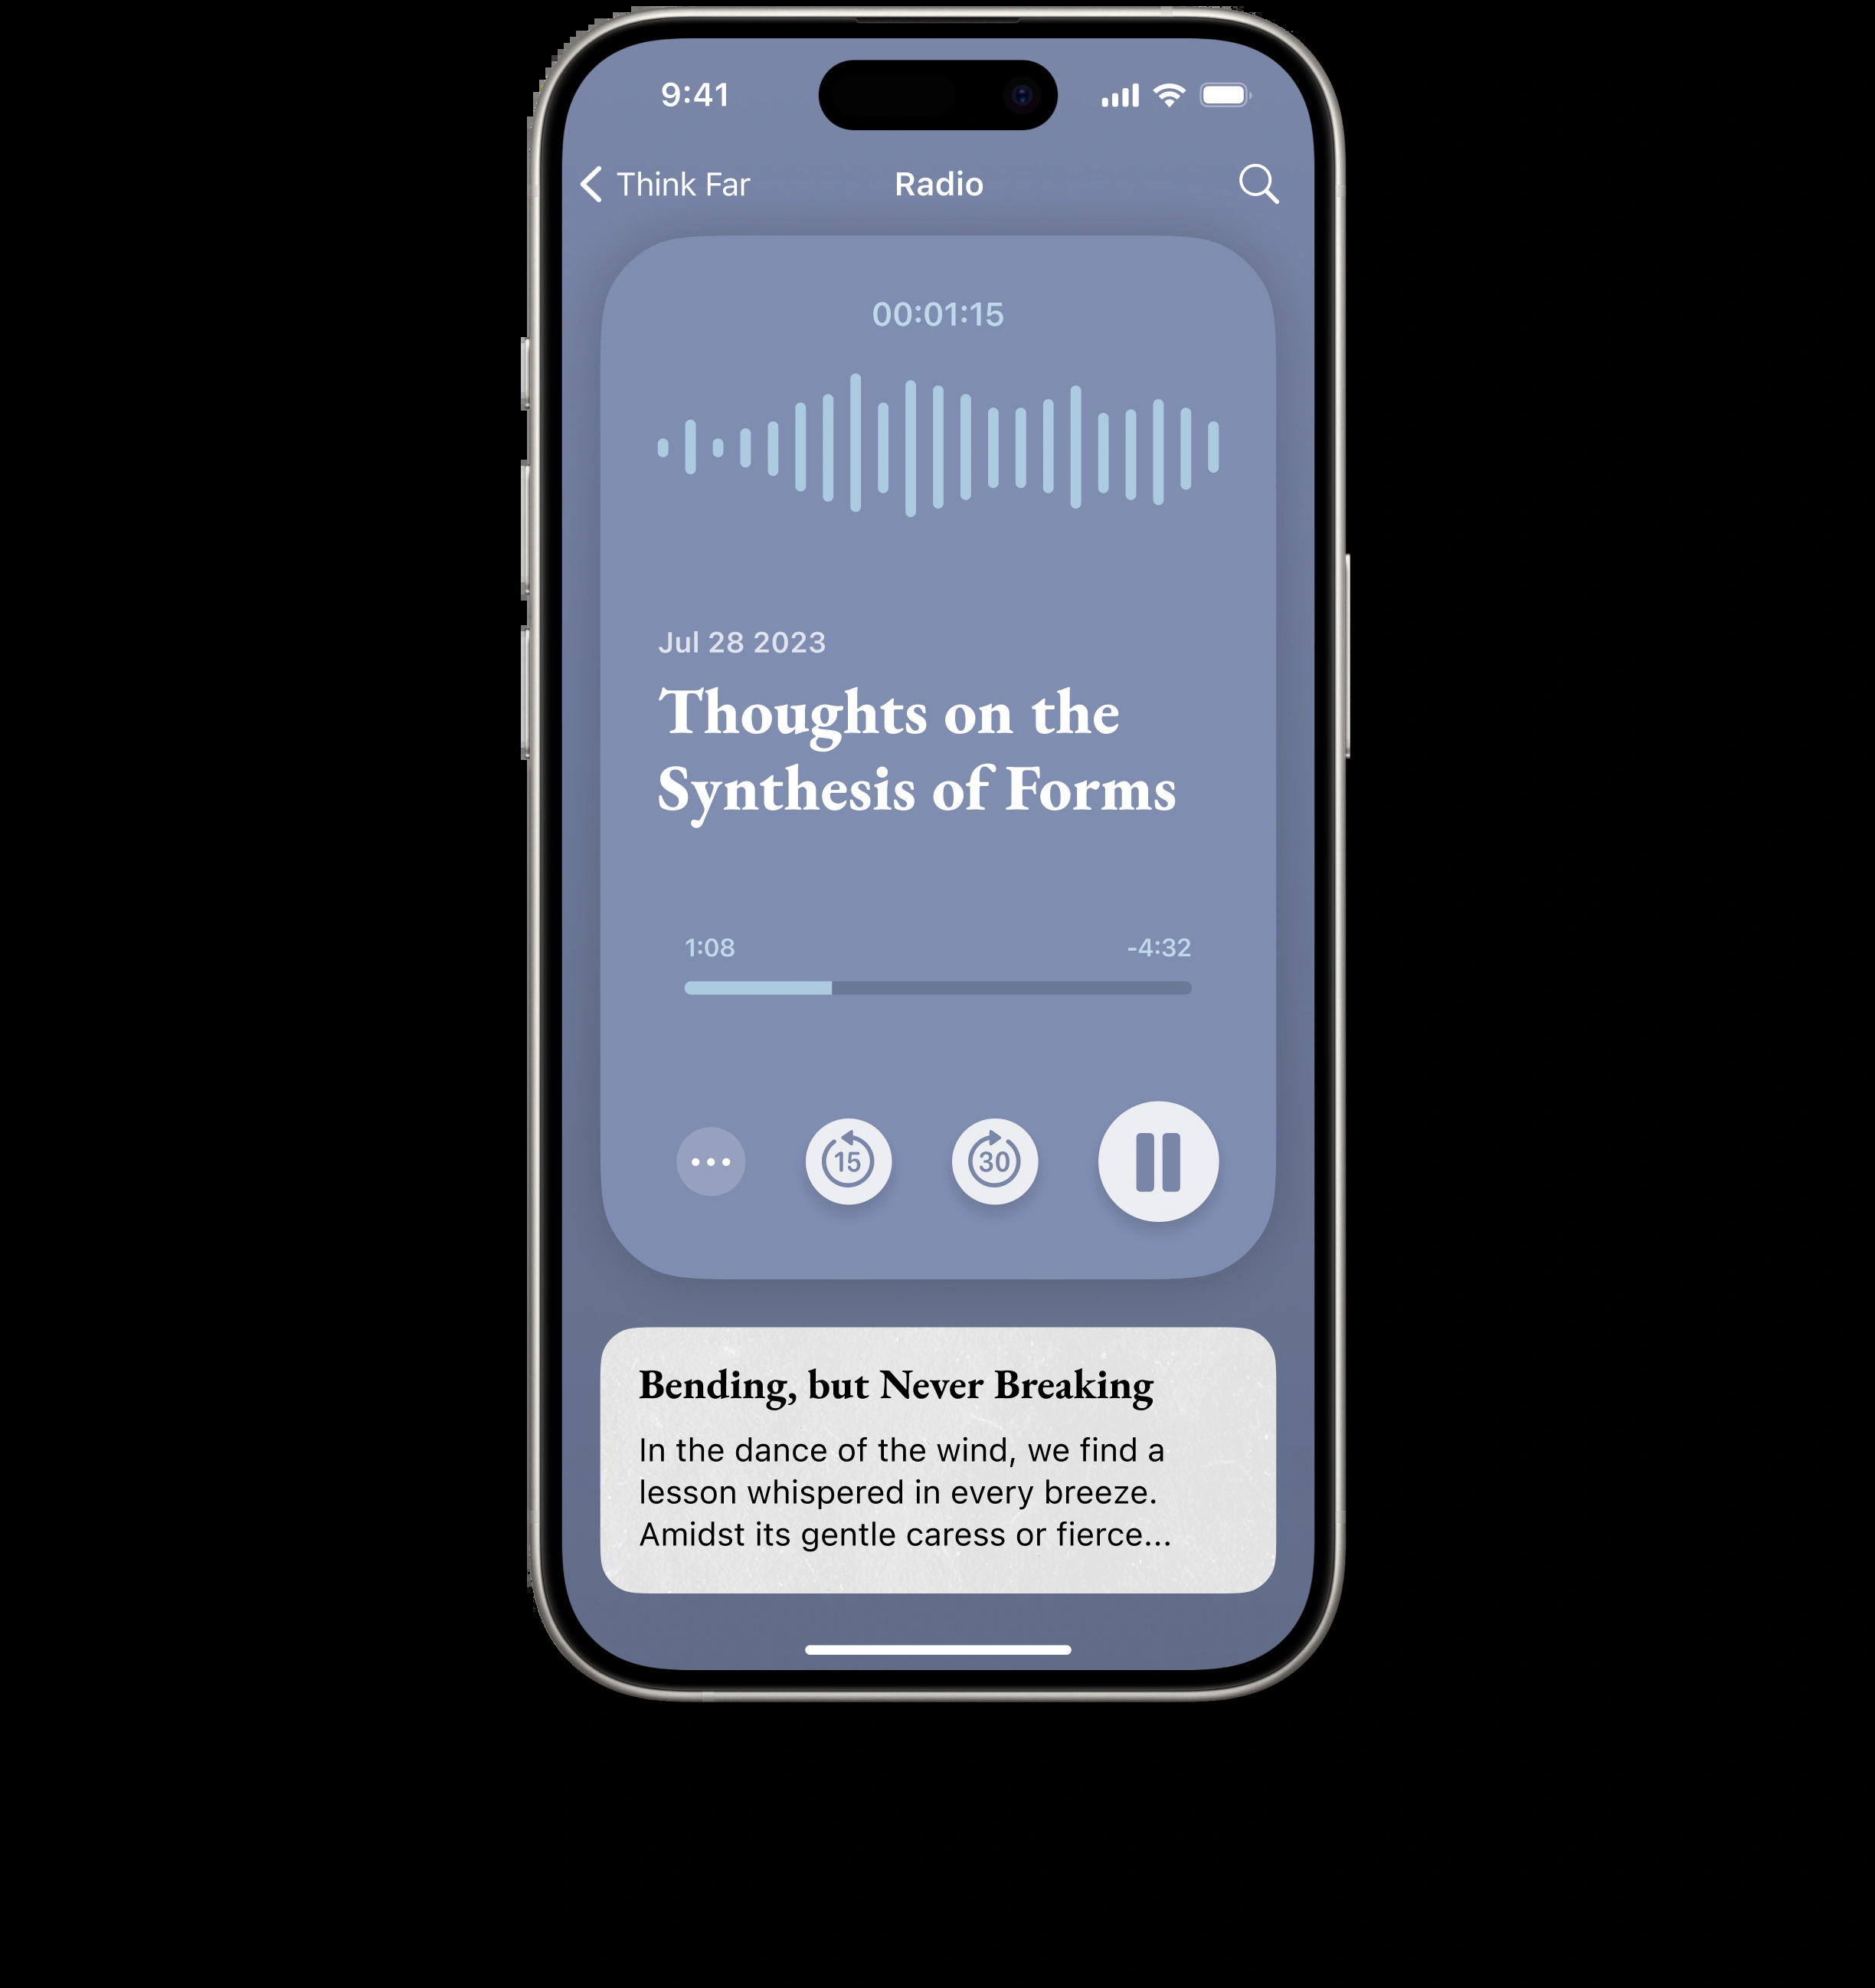 9:41
Think Far
Radio
00:01:15
Jul 28 2023
Thoughts on the
Synthesis of Forms
1:08
-4:32
15
30
Bending, but Never Breaking
In the dance of the wind, we find a
lesson whispered in every breeze.
Amidst its gentle caress or fierce...